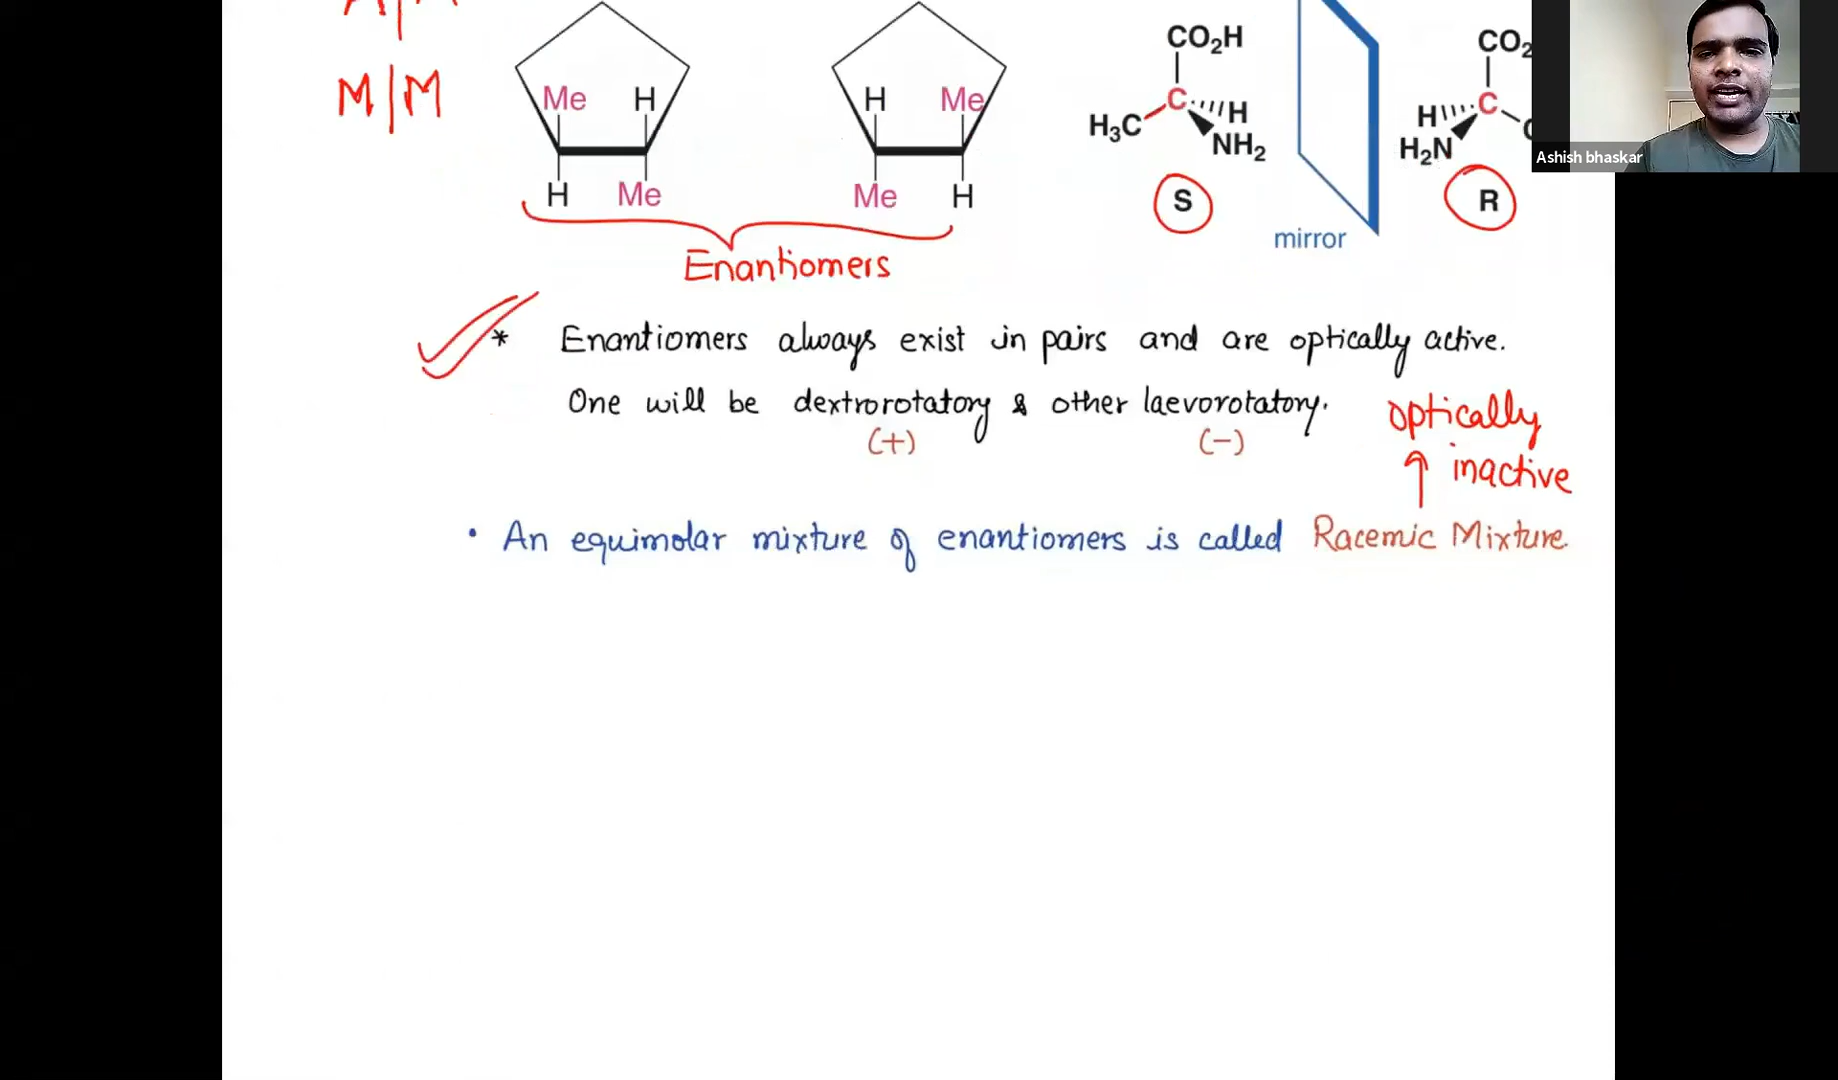 M|M
Me H
H Me
H Me
Me H
CO₂H
H₃C C H
NH₂
S
mirror
CO₂
H C
H₂N
R
Ashish bhaskar
Enantiomers
* Enantiomers always exist in pairs and are optically active.
One will be dextrorotatory & other laevorotatory.
(+) (-)
optically
↑ inactive
• An equimolar mixture of enantiomers is called Racemic Mixture.